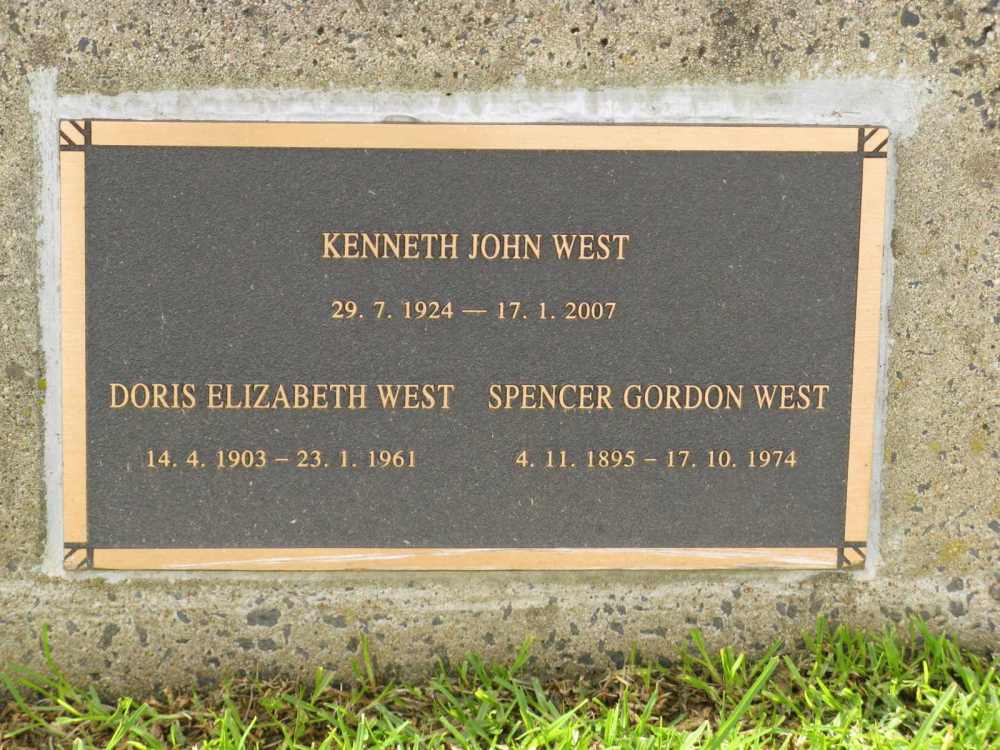 KENNETH JOHN WEST
29. 7. 1924 — 17. 1. 2007
DORIS ELIZABETH WEST SPENCER GORDON WEST
14. 4. 1903 – 23. 1. 1961 4. 11. 1895 – 17. 10. 1974